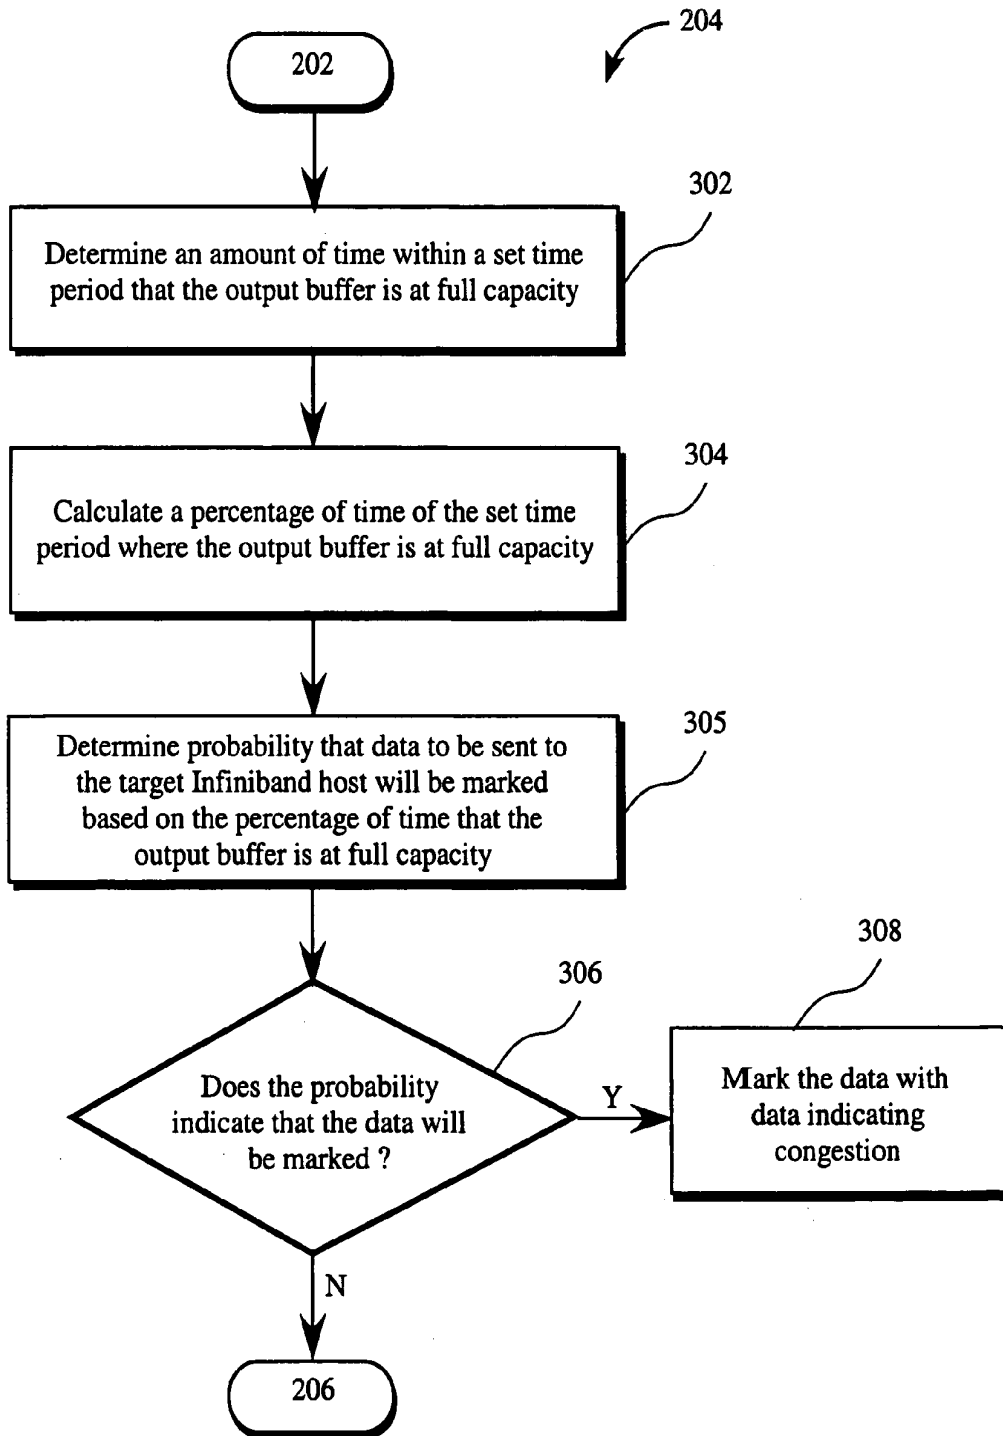 204
202
302
Determine an amount of time within a set time
period that the output buffer is at full capacity
304
Calculate a percentage of time of the set time
period where the output buffer is at full capacity
305
Determine probability that data to be sent to
the target Infiniband host will be marked
based on the percentage of time that the
output buffer is at full capacity
306
Does the probability
indicate that the data will
be marked ?
Y
308
Mark the data with
data indicating
congestion
N
206